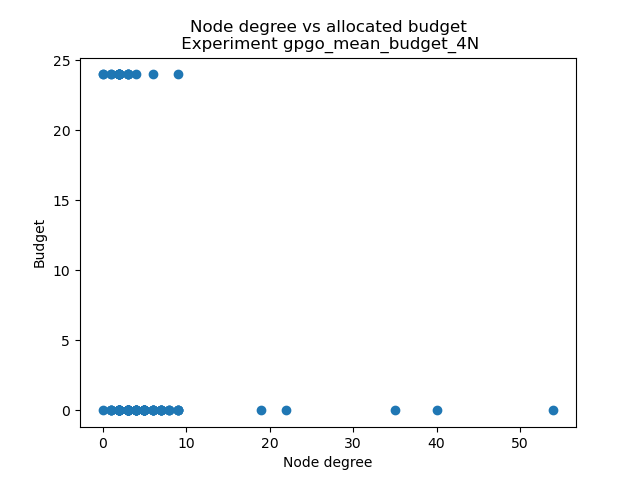 Node degree vs allocated budget
Experiment gpgo_mean_budget_4N
25
20
15
10
5
0
Budget
0 10 20 30 40 50
Node degree